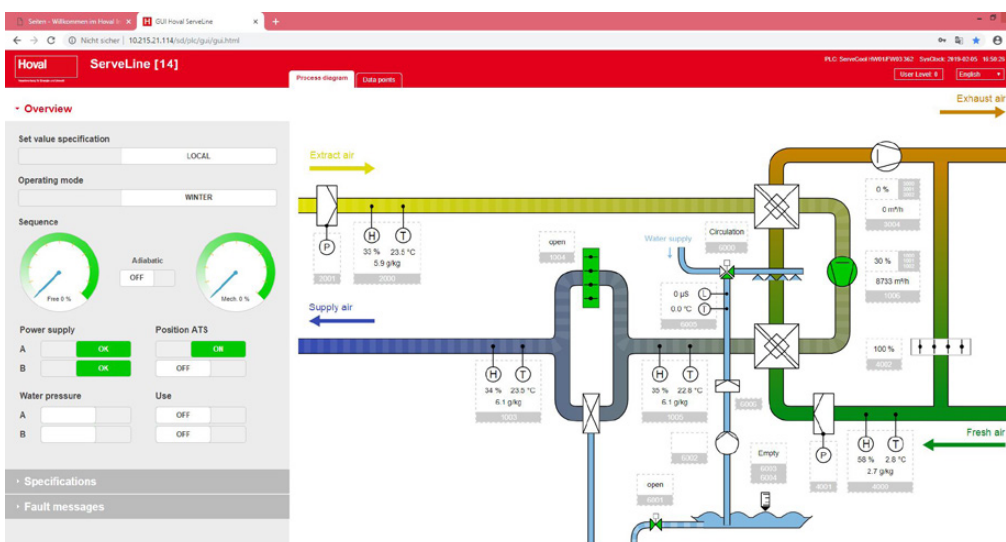 Seiten - Willkommen im Hoval S
GUI Hoval ServeLine
Nicht sicher | 10.215.21.114/sd/plc/gui/gui.html
Hoval
ServeLine [14]
Process diagram
Data points
PLC: ServeCool HW01/FW03.362 SysClock: 2019-02-05 16:50:28
User Level: 8
English
Overview
Set value specification
LOCAL
Operating mode
WINTER
Sequence
Adiabatic
OFF
Free 0 %
Mech. 0 %
Power supply
Position ATS
A
OK
ON
B
OK
OFF
Water pressure
Use
A
OFF
B
OFF
Specifications
Fault messages
Exhaust air
Extract air
P
2001
H
T
33 %
23.5 °C
5.9 g/kg
2000
open
1004
Water supply
Circulation
6000
0 %
0 m³/h
3004
30 %
8733 m³/h
1006
0 µS
L
0.0 °C
T
6005
Supply air
H
T
34 %
23.5 °C
6.1 g/kg
1003
H
T
35 %
22.8 °C
6.1 g/kg
1005
100 %
4002
6002
Empty
6003
6004
open
6001
P
4001
H
T
58 %
2.8 °C
2.7 g/kg
4000
Fresh air